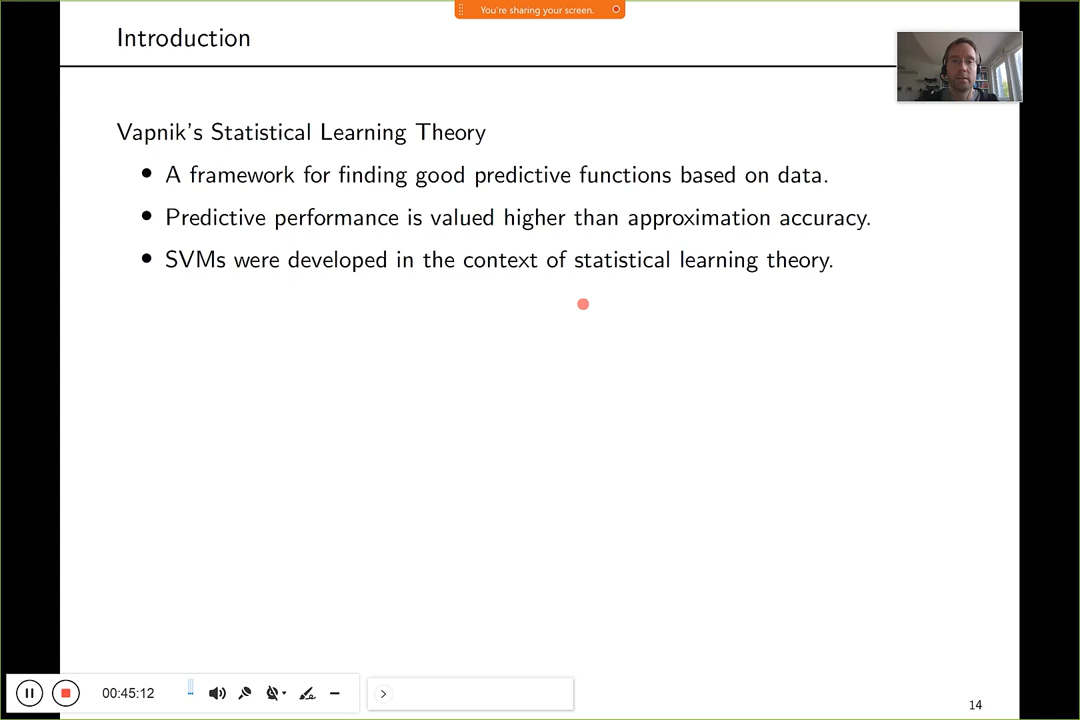 You're sharing your screen.
Introduction
Vapnik's Statistical Learning Theory
• A framework for finding good predictive functions based on data.
• Predictive performance is valued higher than approximation accuracy.
• SVMs were developed in the context of statistical learning theory.
00:45:12
14